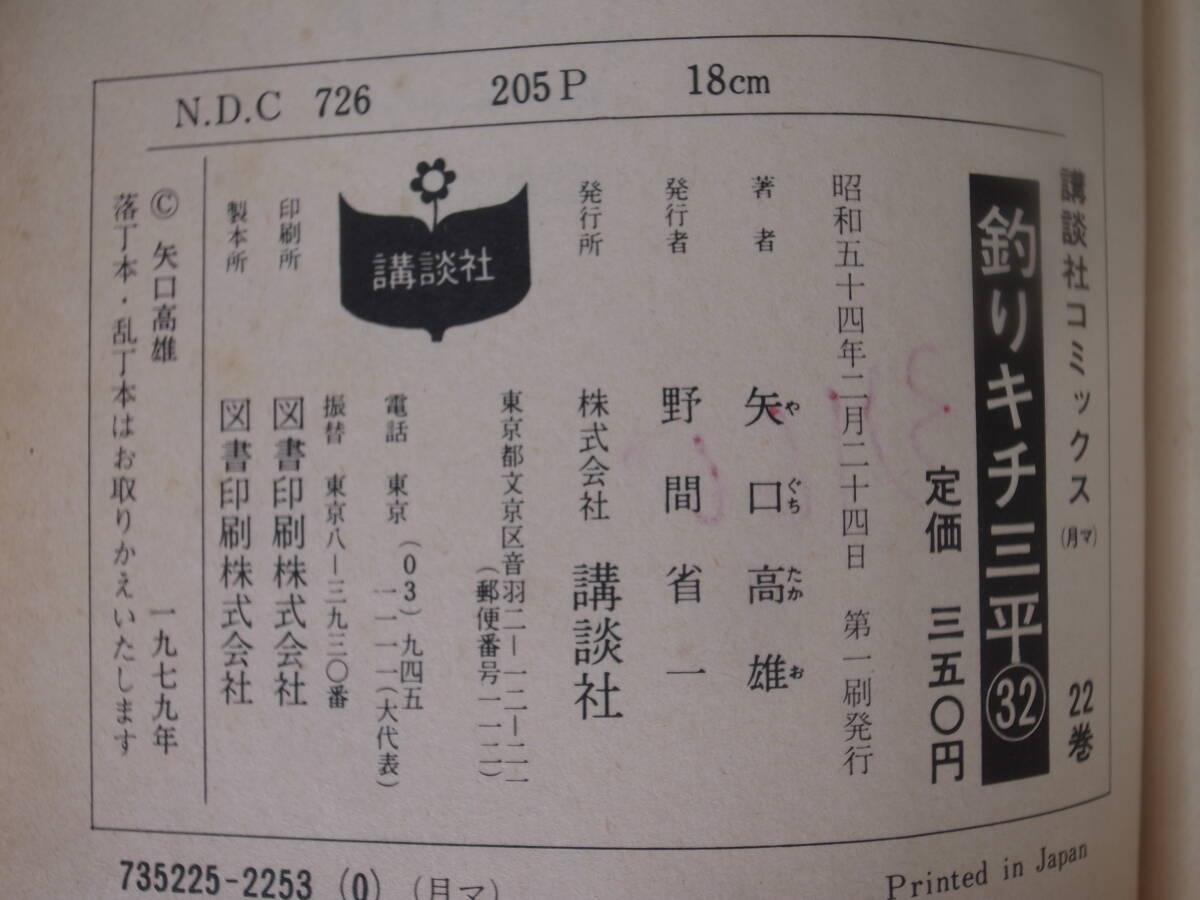 N.D.C 726 205P 18cm
講談社コミックス(月マ) 22巻
釣りキチ三平㉜
定価 三五〇円
昭和五十四年二月二十四日 第一刷発行
著者 矢口高雄
や ぐち たか お
発行者 野間省一
発行所 株式会社 講談社
東京都文京区音羽二-一二-二一
(郵便番号一一二)
電話 東京 (03)九四五
一一一一(大代表)
振替 東京八-三九三〇番
講談社
印刷所 図書印刷株式会社
製本所 図書印刷株式会社
© 矢口高雄 一九七九年
落丁本・乱丁本はお取りかえいたします
735225-2253 (0) (月マ)
Printed in Japan